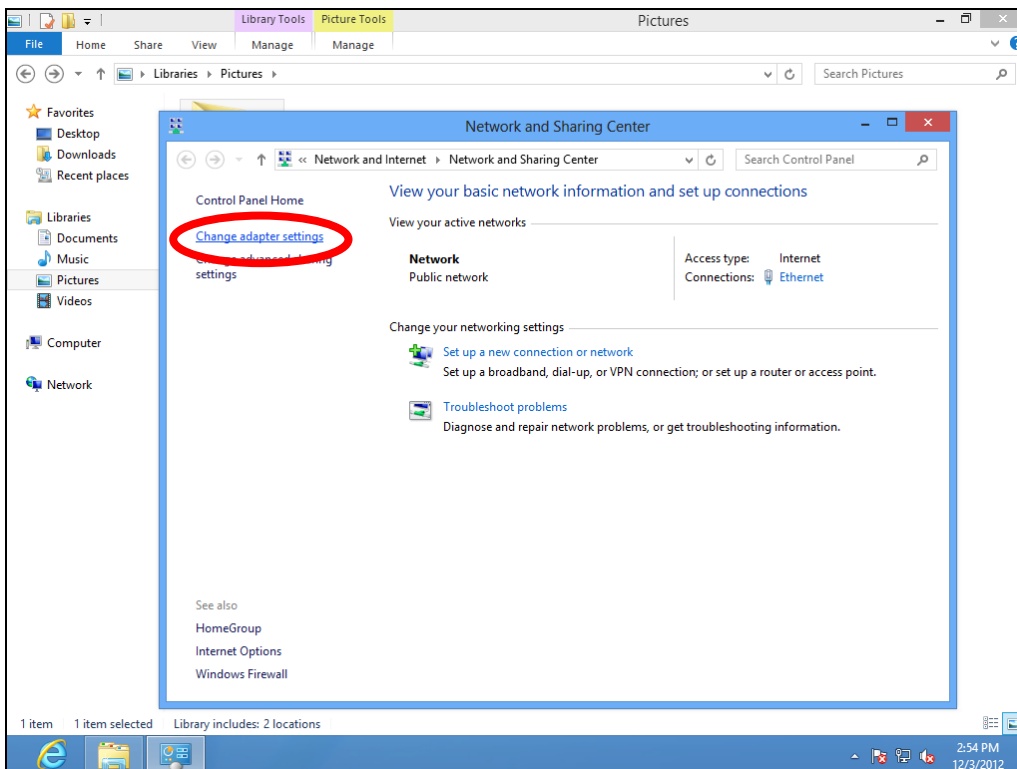 Library Tools Picture Tools Pictures
File Home Share View Manage Manage
Libraries Pictures Search Pictures
Favorites
Desktop
Downloads
Recent places
Libraries
Documents
Music
Pictures
Videos
Computer
Network
Network and Sharing Center
« Network and Internet Network and Sharing Center Search Control Panel
Control Panel Home
Change adapter settings
Change advanced sharing
settings
View your basic network information and set up connections
View your active networks
Network
Public network
Access type: Internet
Connections: Ethernet
Change your networking settings
Set up a new connection or network
Set up a broadband, dial-up, or VPN connection; or set up a router or access point.
Troubleshoot problems
Diagnose and repair network problems, or get troubleshooting information.
See also
HomeGroup
Internet Options
Windows Firewall
1 item 1 item selected Library includes: 2 locations
2:54 PM
12/3/2012